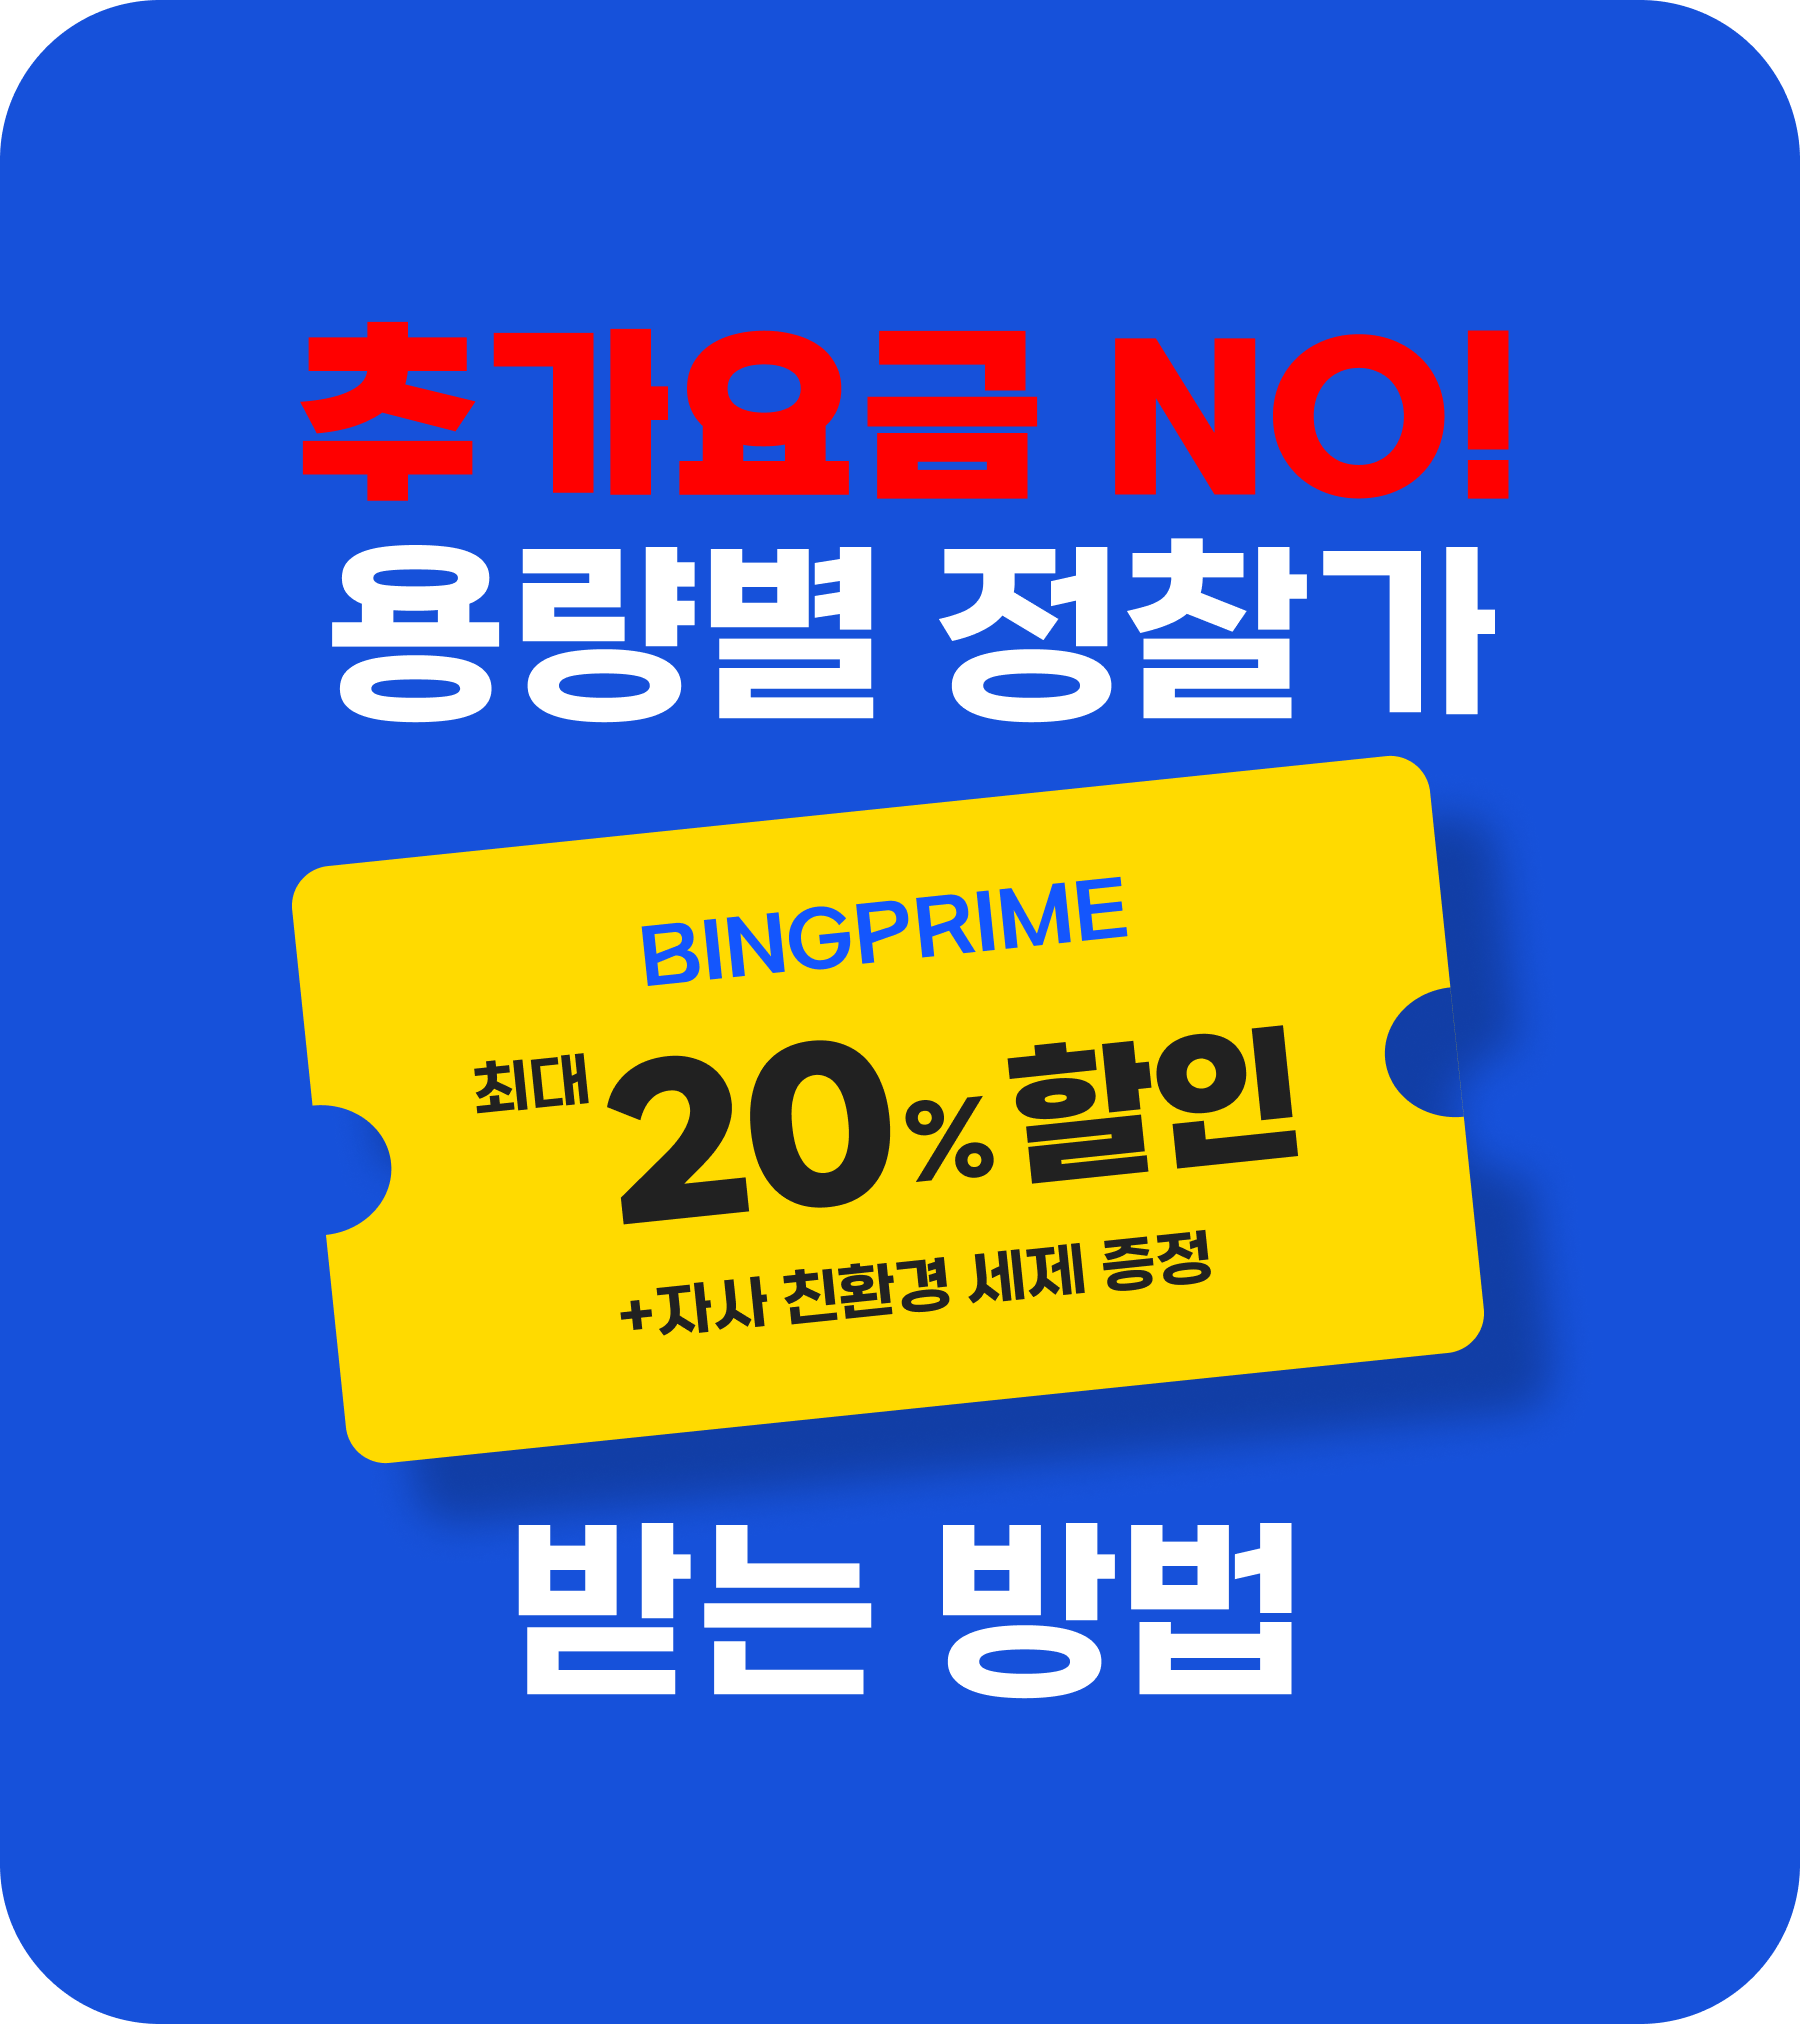 추가요금 NO!
용량별 정찰가
BINGPRIME
최대 20% 할인
+자사 친환경 세제 증정
받는 방법